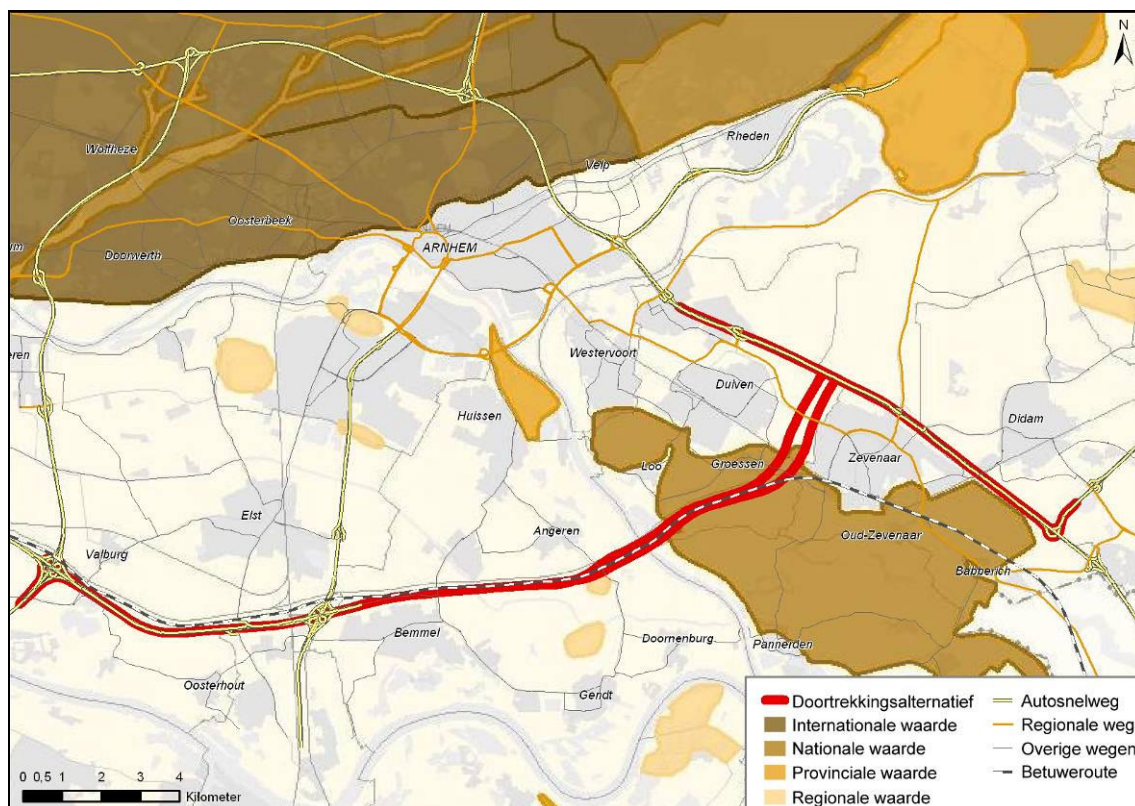 N
Wolfheze
Rheden
Velp
Oosterbeek
um
Doorwerth
ARNHEM
eren
Westervoort
Duiven
Huissen
Didam
Loo
Groessen
Zevenaar
Elst
Angeren
Oud-Zevenaar
Valburg
Babberich
Bemmel
Doornenburg
Pannerden
Oosterhout
Gendt
Doortrekkingsalternatief
Internationale waarde
Nationale waarde
Provinciale waarde
Regionale waarde
Autosnelweg
Regionale weg
Overige wegen
Betuweroute
0 0,5 1 2 3 4
Kilometer